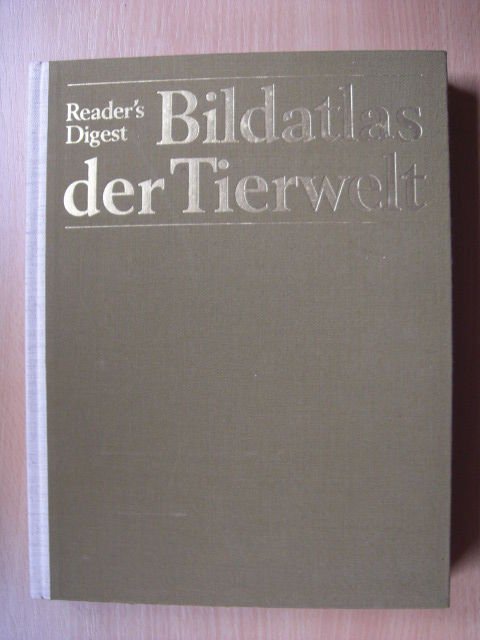 Reader's
Digest
Bildatlas
der Tierwelt